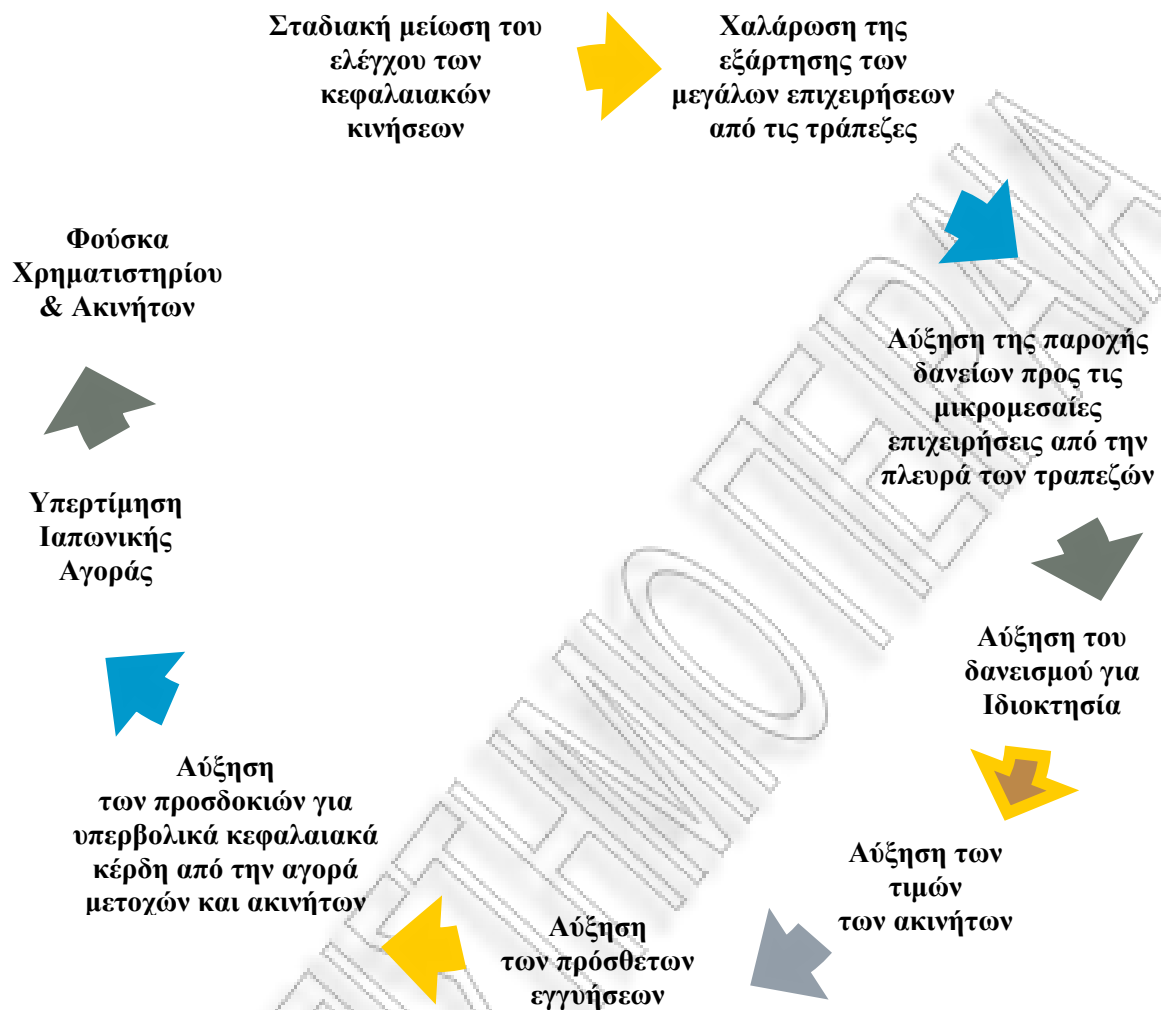 Σταδιακή μείωση του
ελέγχου των
κεφαλαιακών
κινήσεων
Χαλάρωση της
εξάρτησης των
μεγάλων επιχειρήσεων
από τις τράπεζες
Αύξηση της παροχής
δανείων προς τις
μικρομεσαίες
επιχειρήσεις από την
πλευρά των τραπεζών
Αύξηση του
δανεισμού για
Ιδιοκτησία
Αύξηση των
τιμών
των ακινήτων
Αύξηση
των πρόσθετων
εγγυήσεων
Αύξηση
των προσδοκιών για
υπερβολικά κεφαλαιακά
κέρδη από την αγορά
μετοχών και ακινήτων
Υπερτίμηση
Ιαπωνικής
Αγοράς
Φούσκα
Χρηματιστηρίου
& Ακινήτων